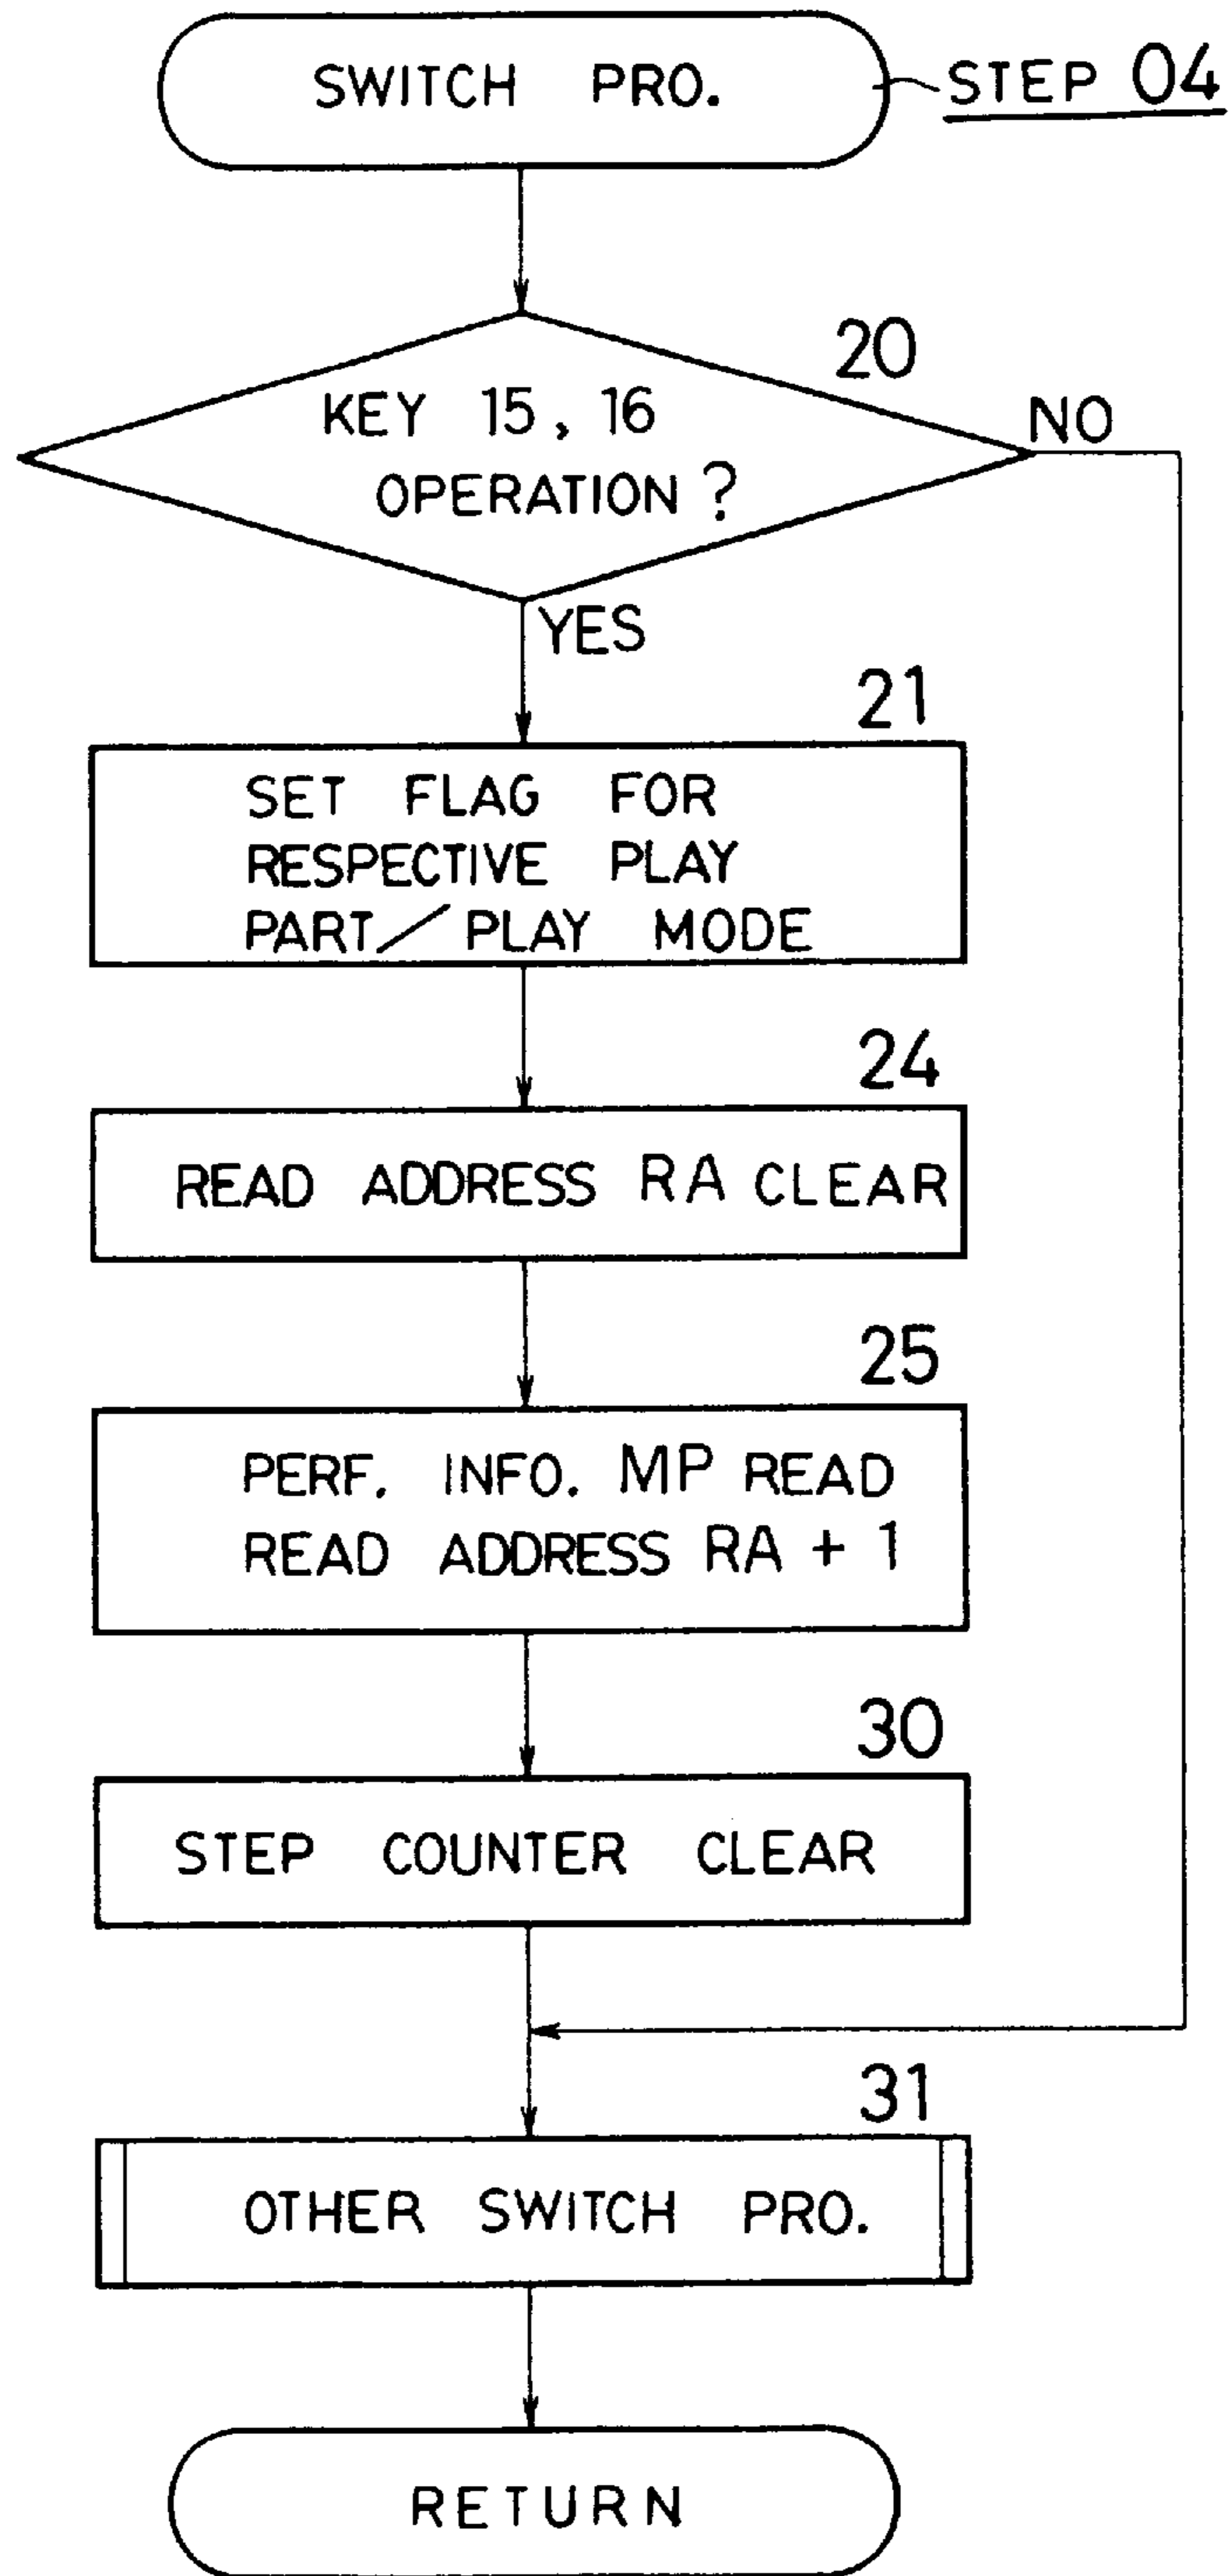 SWITCH PRO.
STEP 04
20
KEY 15, 16
OPERATION ?
NO
YES
21
SET FLAG FOR
RESPECTIVE PLAY
PART/PLAY MODE
24
READ ADDRESS RA CLEAR
25
PERF. INFO. MP READ
READ ADDRESS RA + 1
30
STEP COUNTER CLEAR
31
OTHER SWITCH PRO.
RETURN